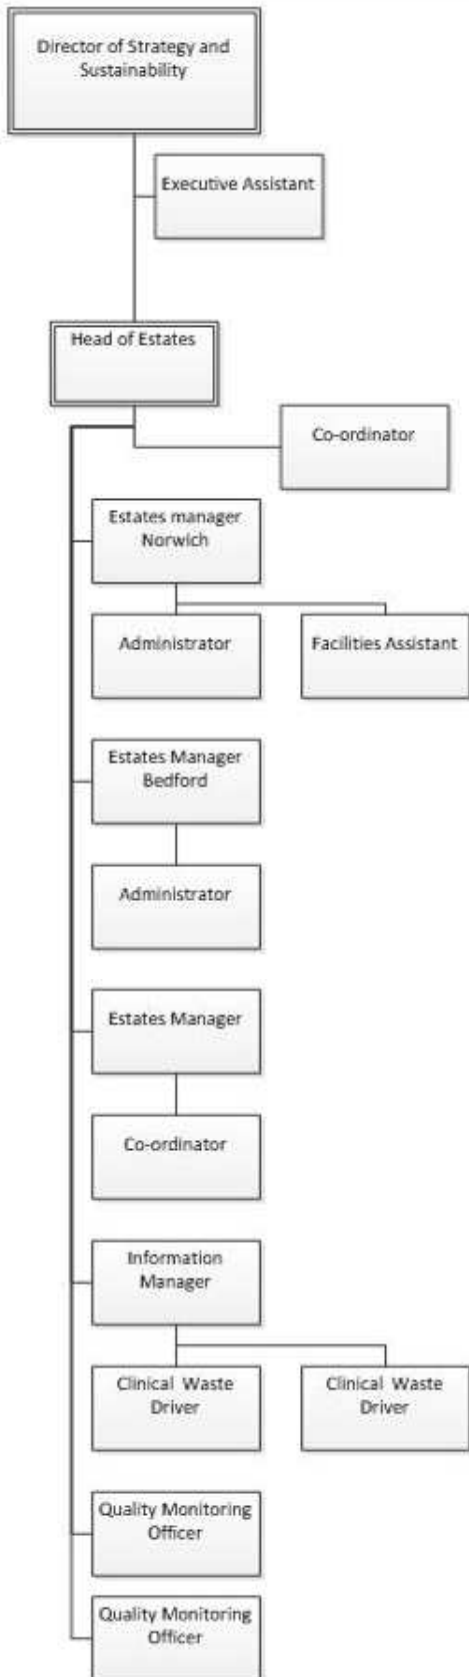 Director of Strategy and
Sustainability
Executive Assistant
Head of Estates
Co-ordinator
Estates manager
Norwich
Administrator
Facilities Assistant
Estates Manager
Bedford
Administrator
Estates Manager
Co-ordinator
Information
Manager
Clinical Waste
Driver
Clinical Waste
Driver
Quality Monitoring
Officer
Quality Monitoring
Officer